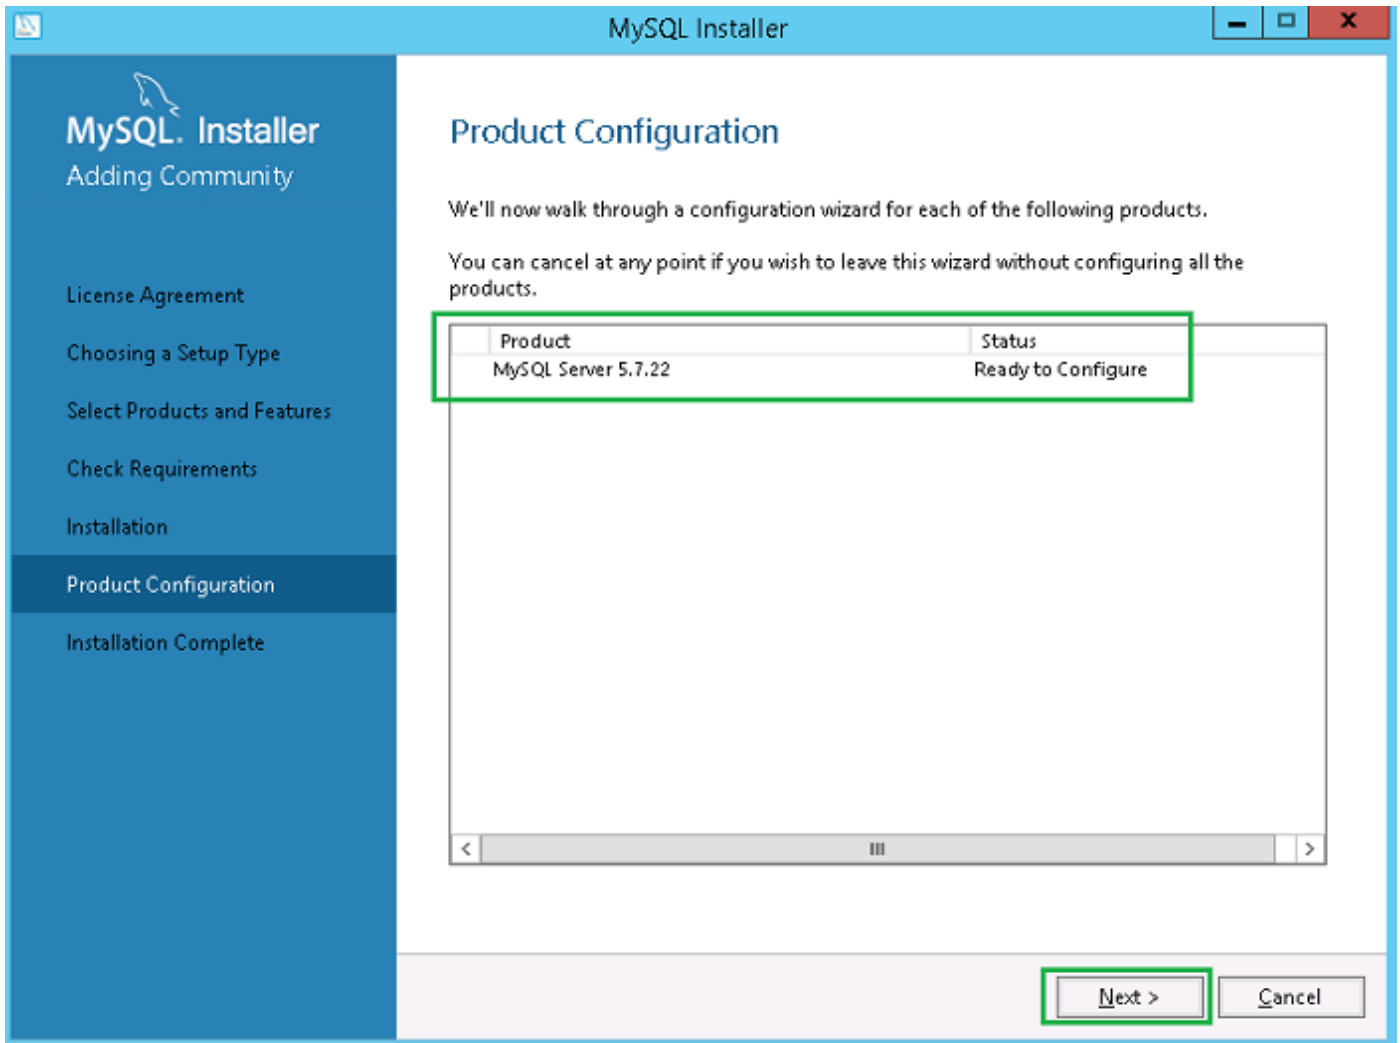 MySQL Installer
MySQL. Installer
Adding Community
License Agreement
Choosing a Setup Type
Select Products and Features
Check Requirements
Installation
Product Configuration
Installation Complete
Product Configuration
We'll now walk through a configuration wizard for each of the following products.
You can cancel at any point if you wish to leave this wizard without configuring all the
products.
Product Status
MySQL Server 5.7.22 Ready to Configure
Next > Cancel